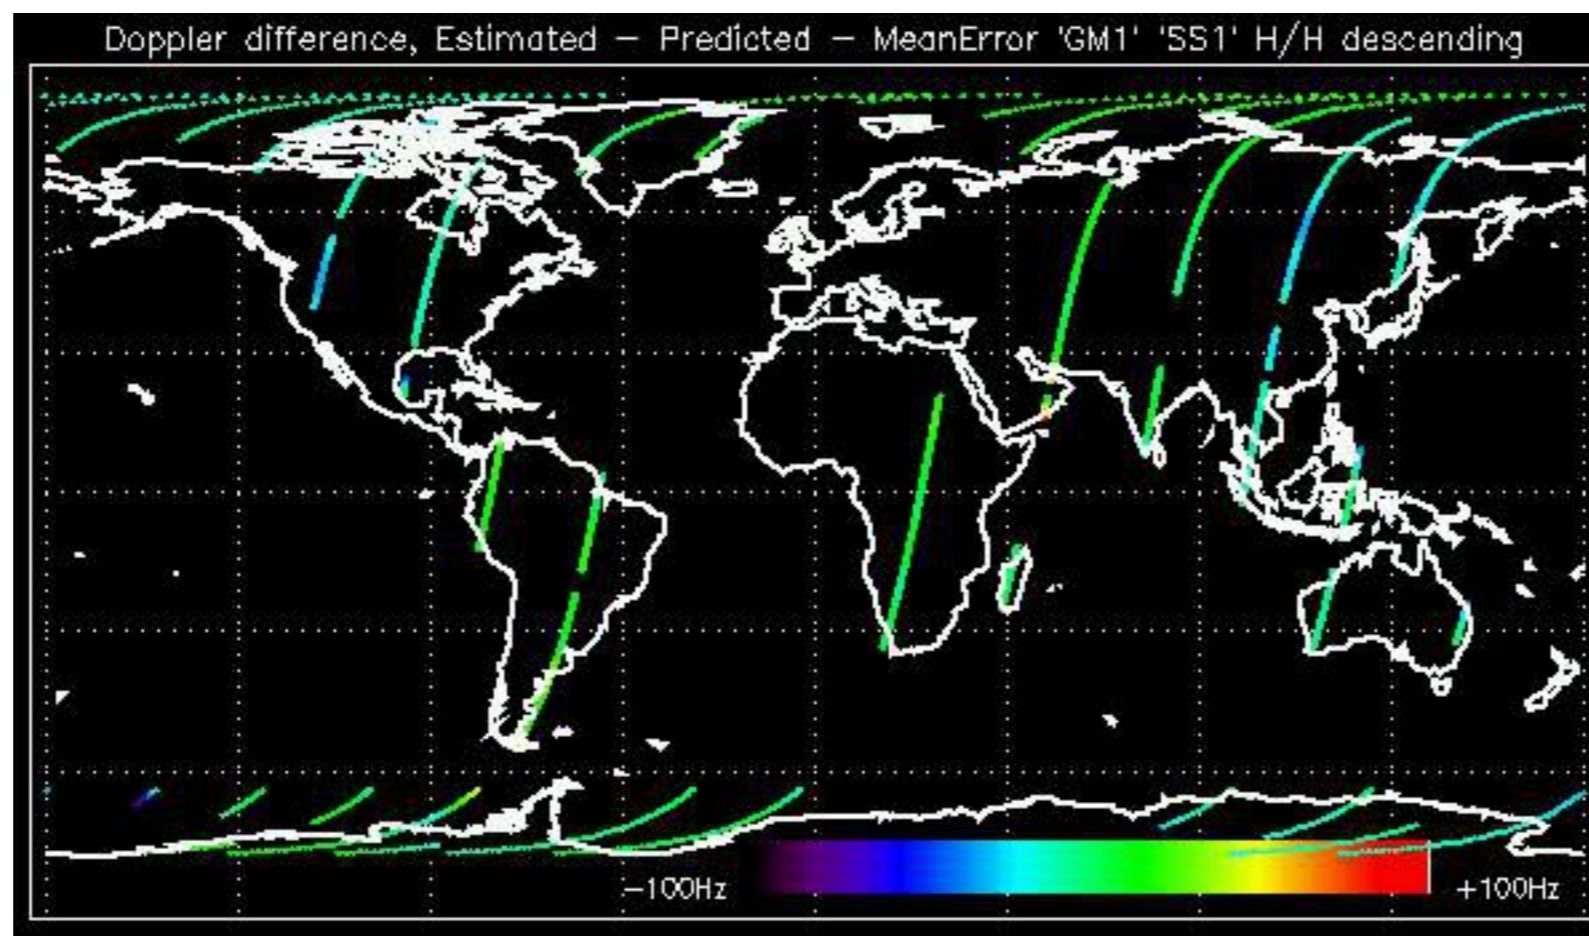 Doppler difference, Estimated – Predicted – MeanError 'GM1' 'SS1' H/H descending
–100Hz +100Hz